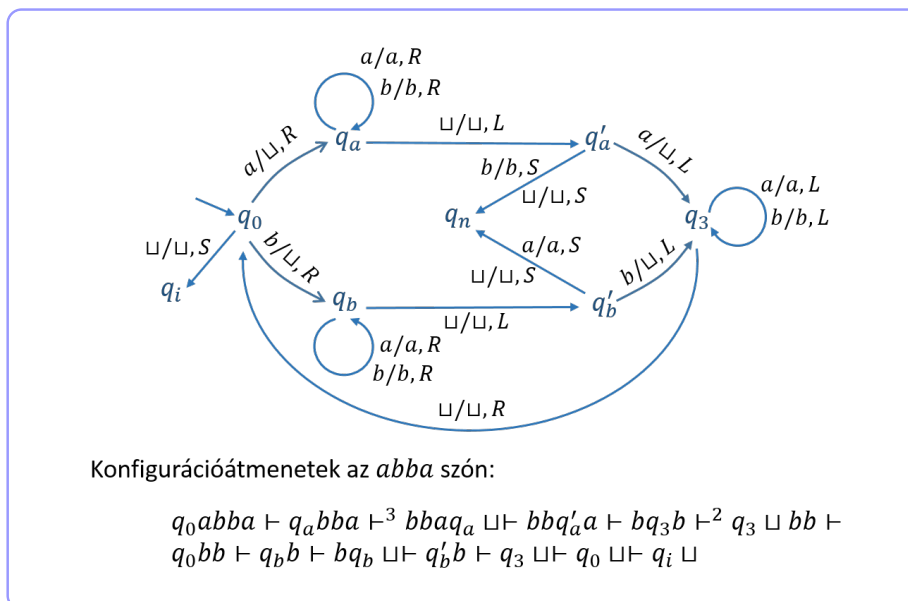 a/a, R
b/b, R
q_a
⊔/⊔, L
q'_a
a/⊔, R
b/b, S
a/⊔, L
⊔/⊔, S
a/a, L
q_0
q_n
q_3
b/b, L
⊔/⊔, S
b/⊔, R
a/a, S
⊔/⊔, S
b/⊔, L
q_i
q_b
q'_b
⊔/⊔, L
a/a, R
b/b, R
⊔/⊔, R
Konfigurációátmenetek az abba szón:
q_0abba ⊢ q_abba ⊢³ bbaq_a ⊔⊢ bbq'_aa ⊢ bq_3b ⊢² q_3 ⊔ bb ⊢
q_0bb ⊢ q_bb ⊢ bq_b ⊔⊢ q'_bb ⊢ q_3 ⊔⊢ q_0 ⊔⊢ q_i ⊔